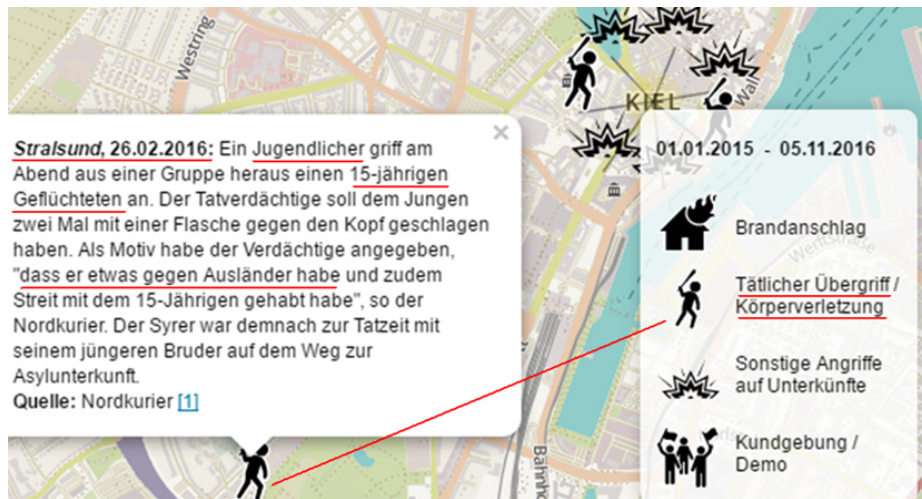 Westring
KIEL
Wall
Stralsund, 26.02.2016: Ein Jugendlicher griff am
Abend aus einer Gruppe heraus einen 15-jährigen
Geflüchteten an. Der Tatverdächtige soll dem Jungen
zwei Mal mit einer Flasche gegen den Kopf geschlagen
haben. Als Motiv habe der Verdächtige angegeben,
"dass er etwas gegen Ausländer habe und zudem
Streit mit dem 15-Jährigen gehabt habe", so der
Nordkurier. Der Syrer war demnach zur Tatzeit mit
seinem jüngeren Bruder auf dem Weg zur
Asylunterkunft.
Quelle: Nordkurier [1]
01.01.2015 - 05.11.2016
Brandanschlag
Werftstraße
Tätlicher Übergriff /
Körperverletzung
Sonstige Angriffe
auf Unterkünfte
Kundgebung /
Demo
Bahnho